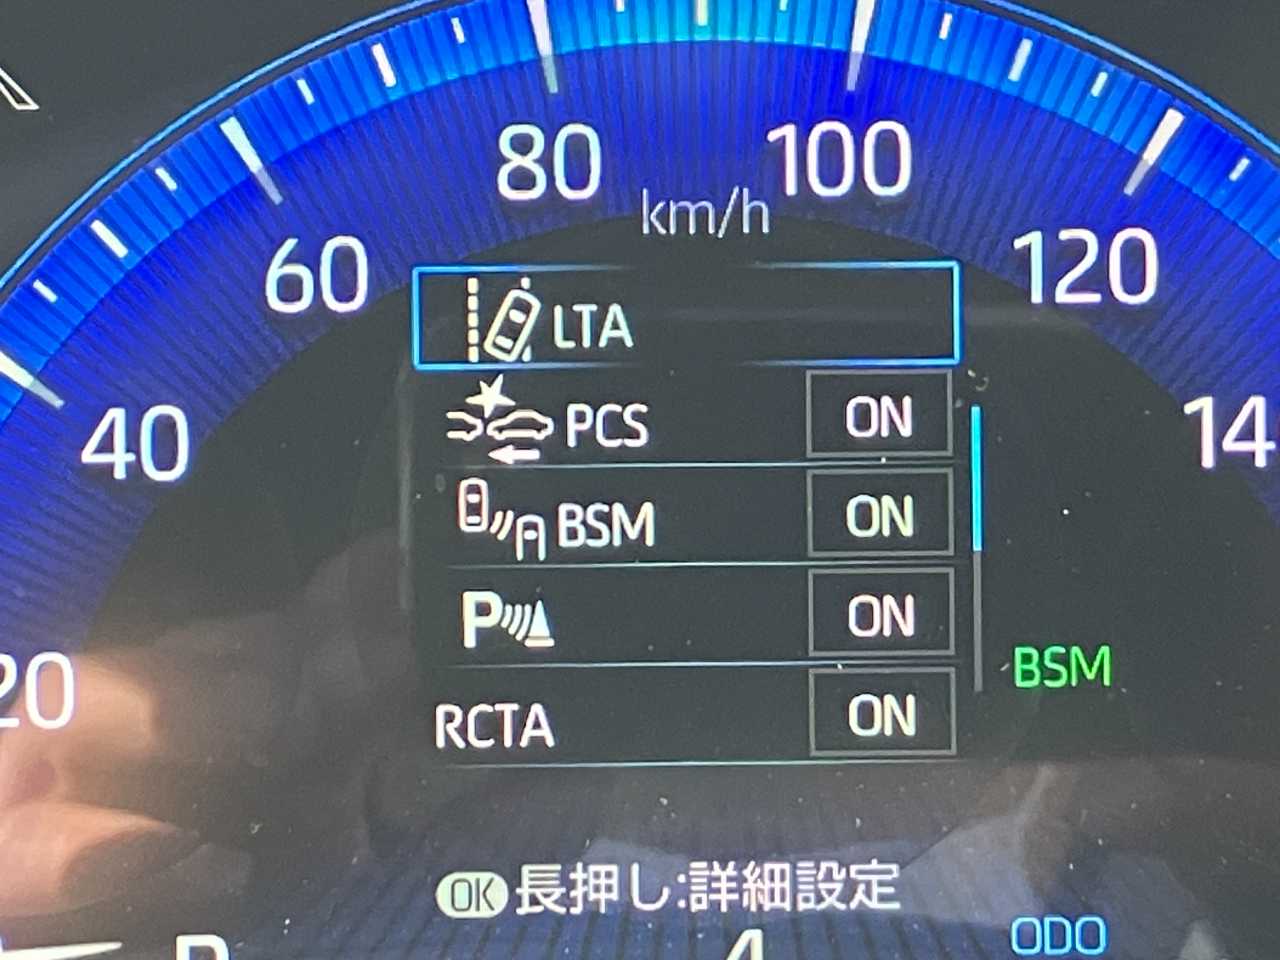 80
100
km/h
60
120
40
14
20
LTA
PCS ON
BSM ON
P ON
RCTA ON
BSM
OK 長押し:詳細設定
ODO